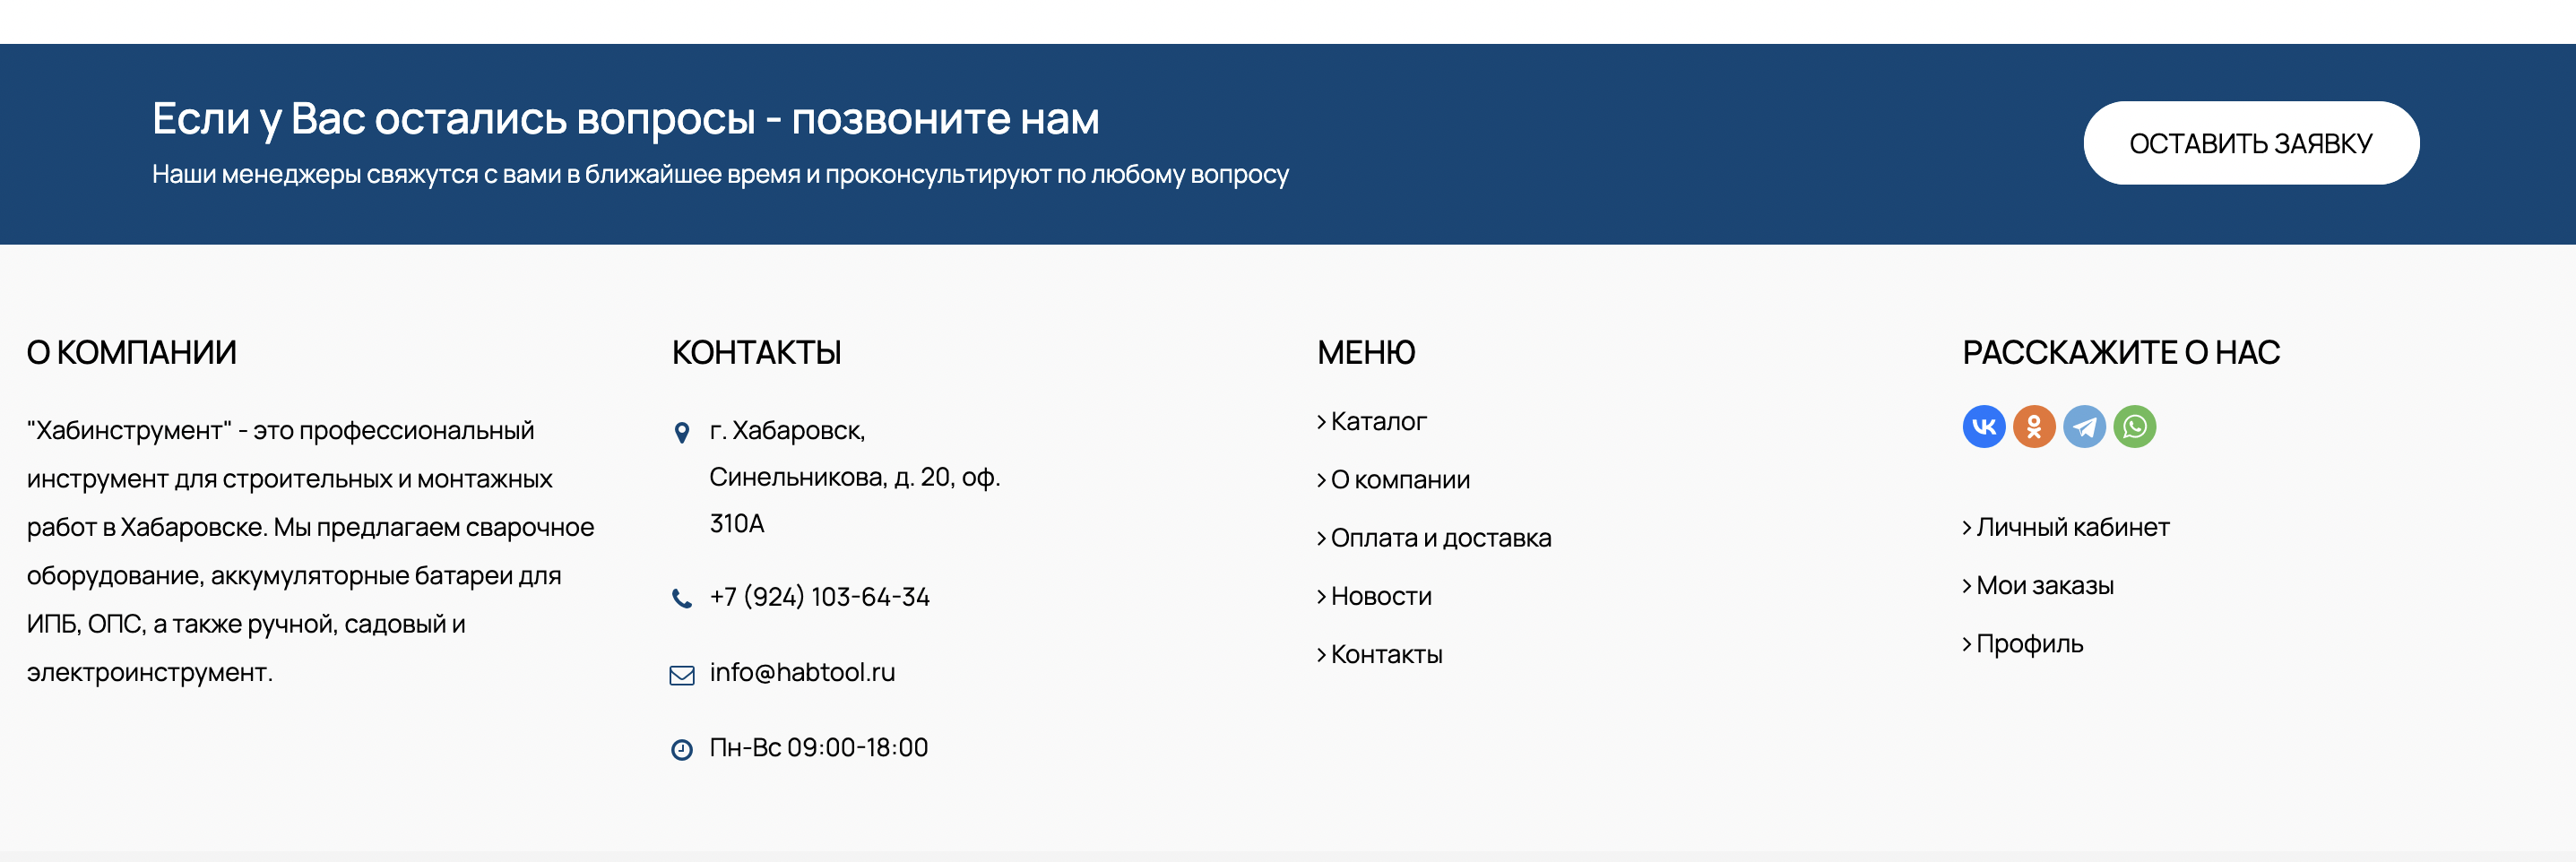 Если у Вас остались вопросы - позвоните нам
Наши менеджеры свяжутся с вами в ближайшее время и проконсультируют по любому вопросу
ОСТАВИТЬ ЗАЯВКУ
О КОМПАНИИ
"Хабинструмент" - это профессиональный
инструмент для строительных и монтажных
работ в Хабаровске. Мы предлагаем сварочное
оборудование, аккумуляторные батареи для
ИПБ, ОПС, а также ручной, садовый и
электроинструмент.
КОНТАКТЫ
г. Хабаровск,
Синельникова, д. 20, оф.
310А
+7 (924) 103-64-34
info@habtool.ru
Пн-Вс 09:00-18:00
МЕНЮ
Каталог
О компании
Оплата и доставка
Новости
Контакты
РАССКАЖИТЕ О НАС
Личный кабинет
Мои заказы
Профиль